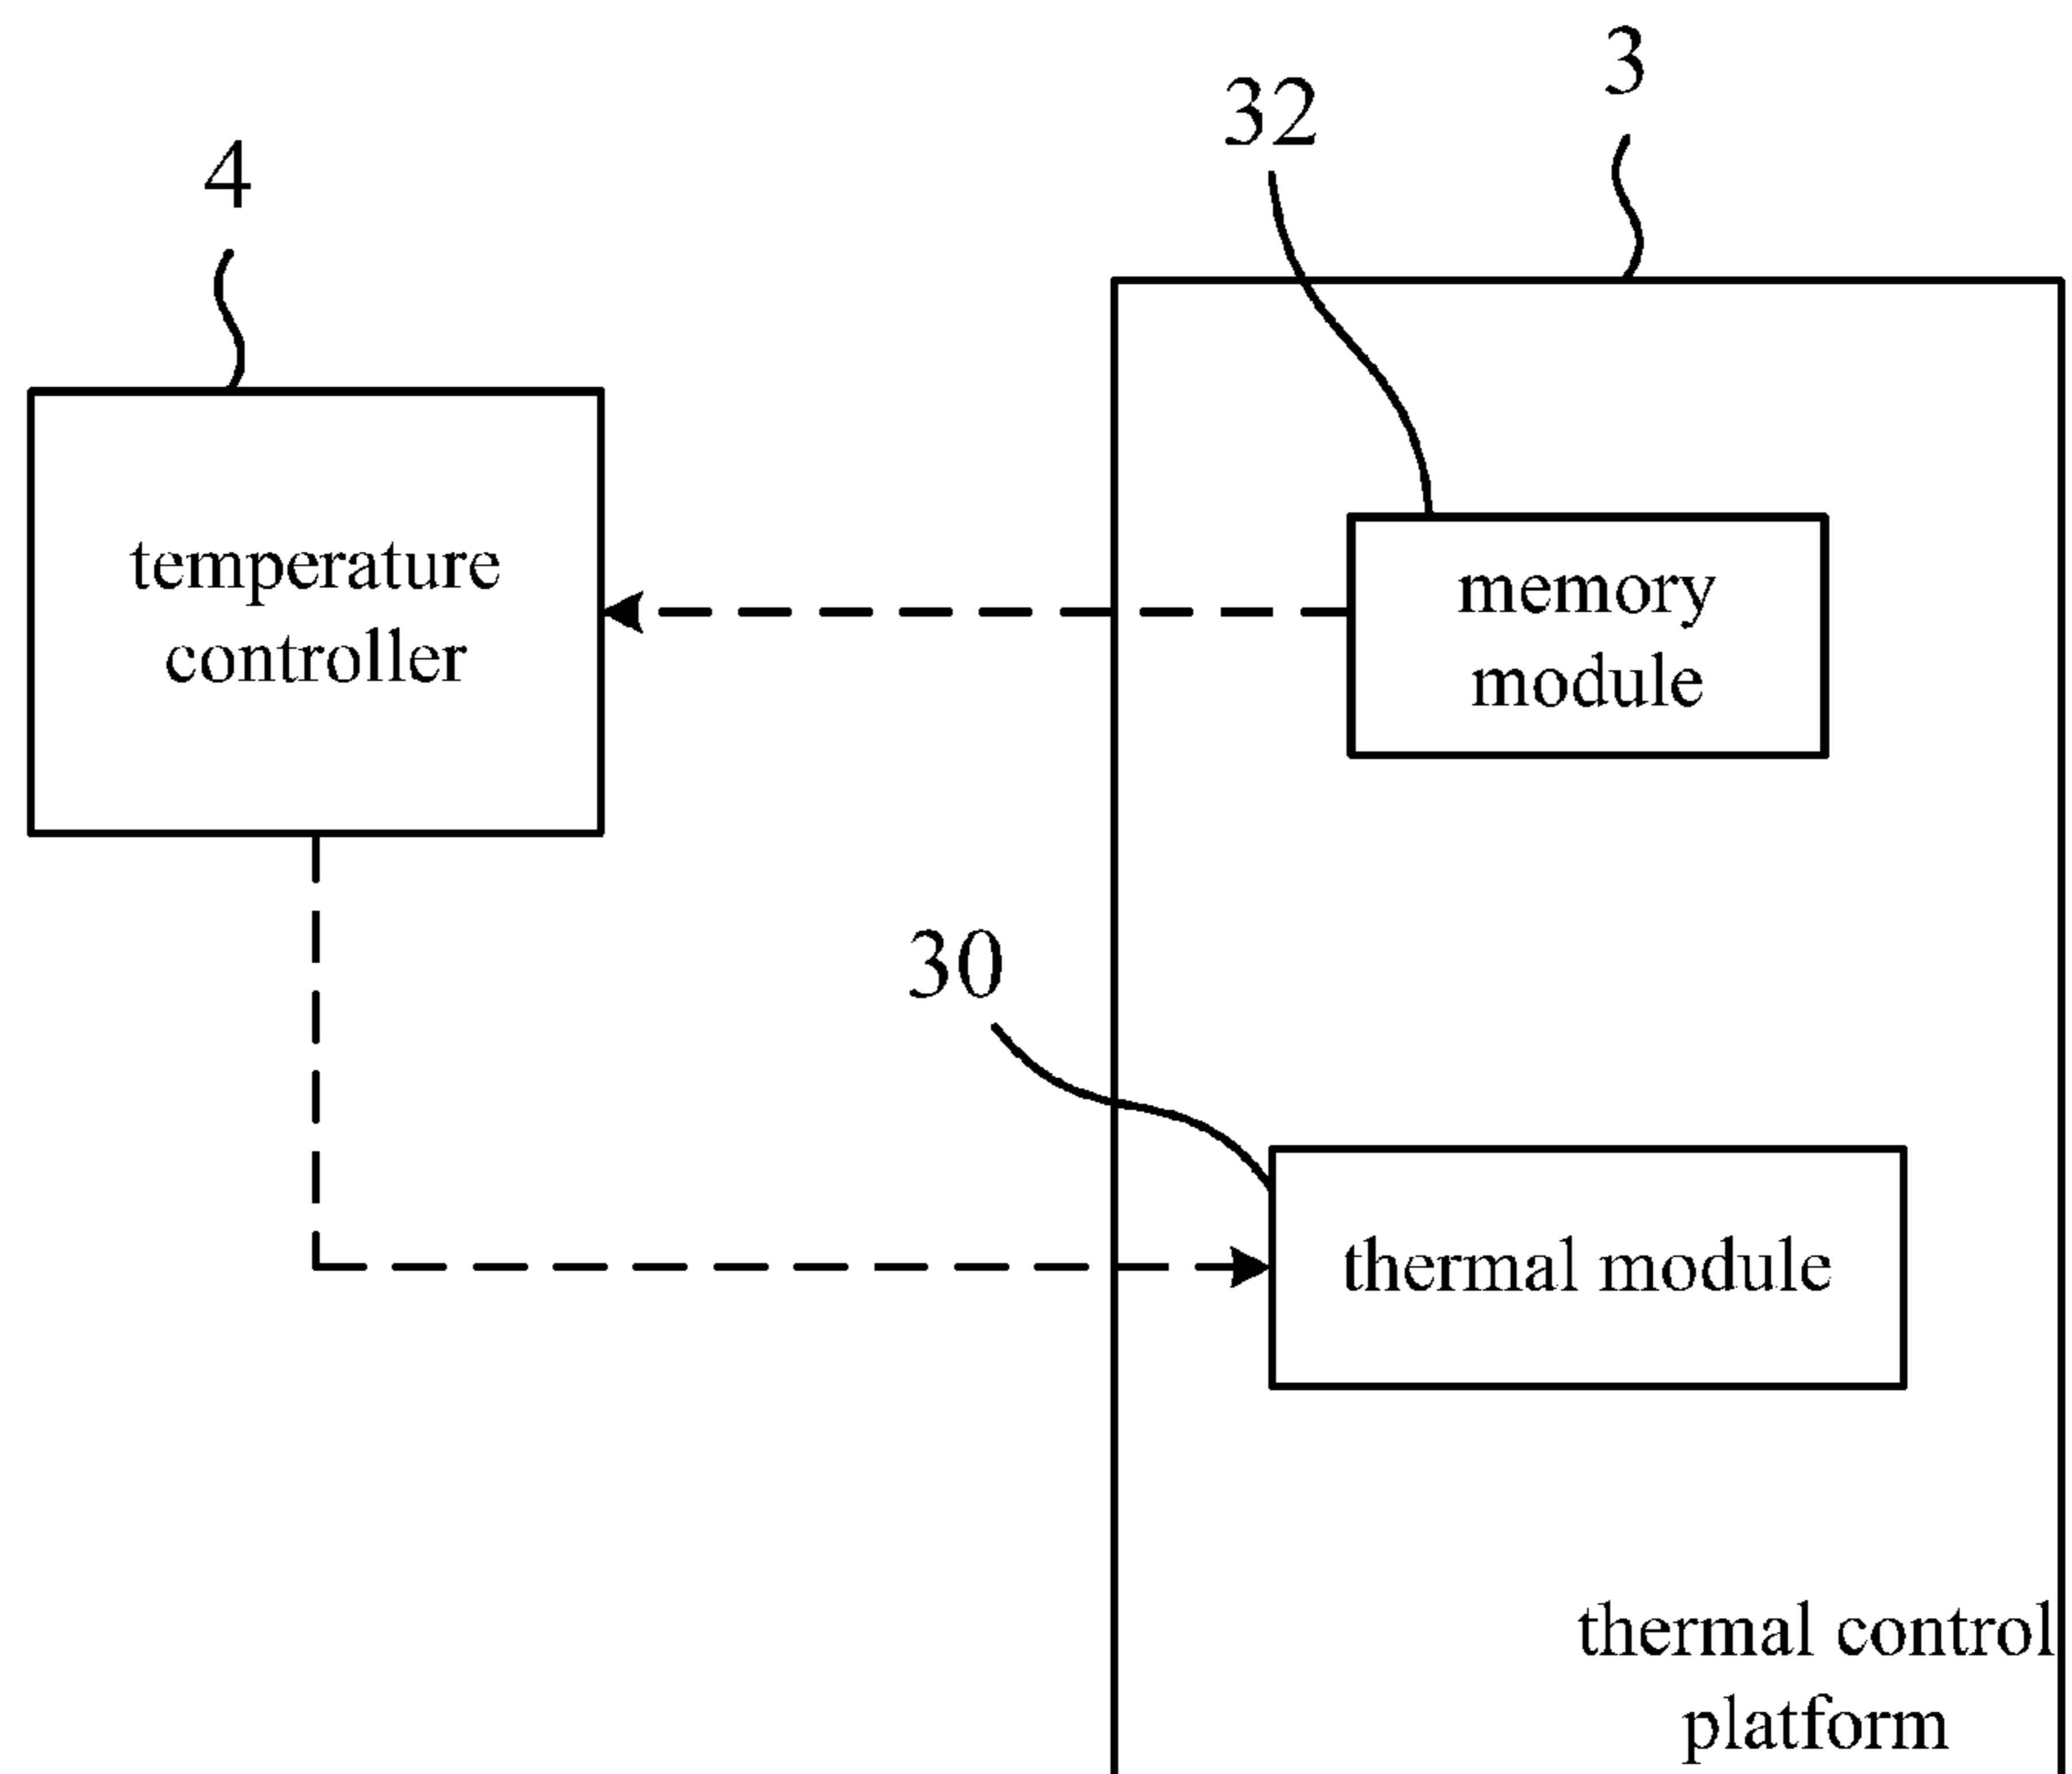 3
32
4
temperature
controller
memory
module
30
thermal module
thermal control
platform